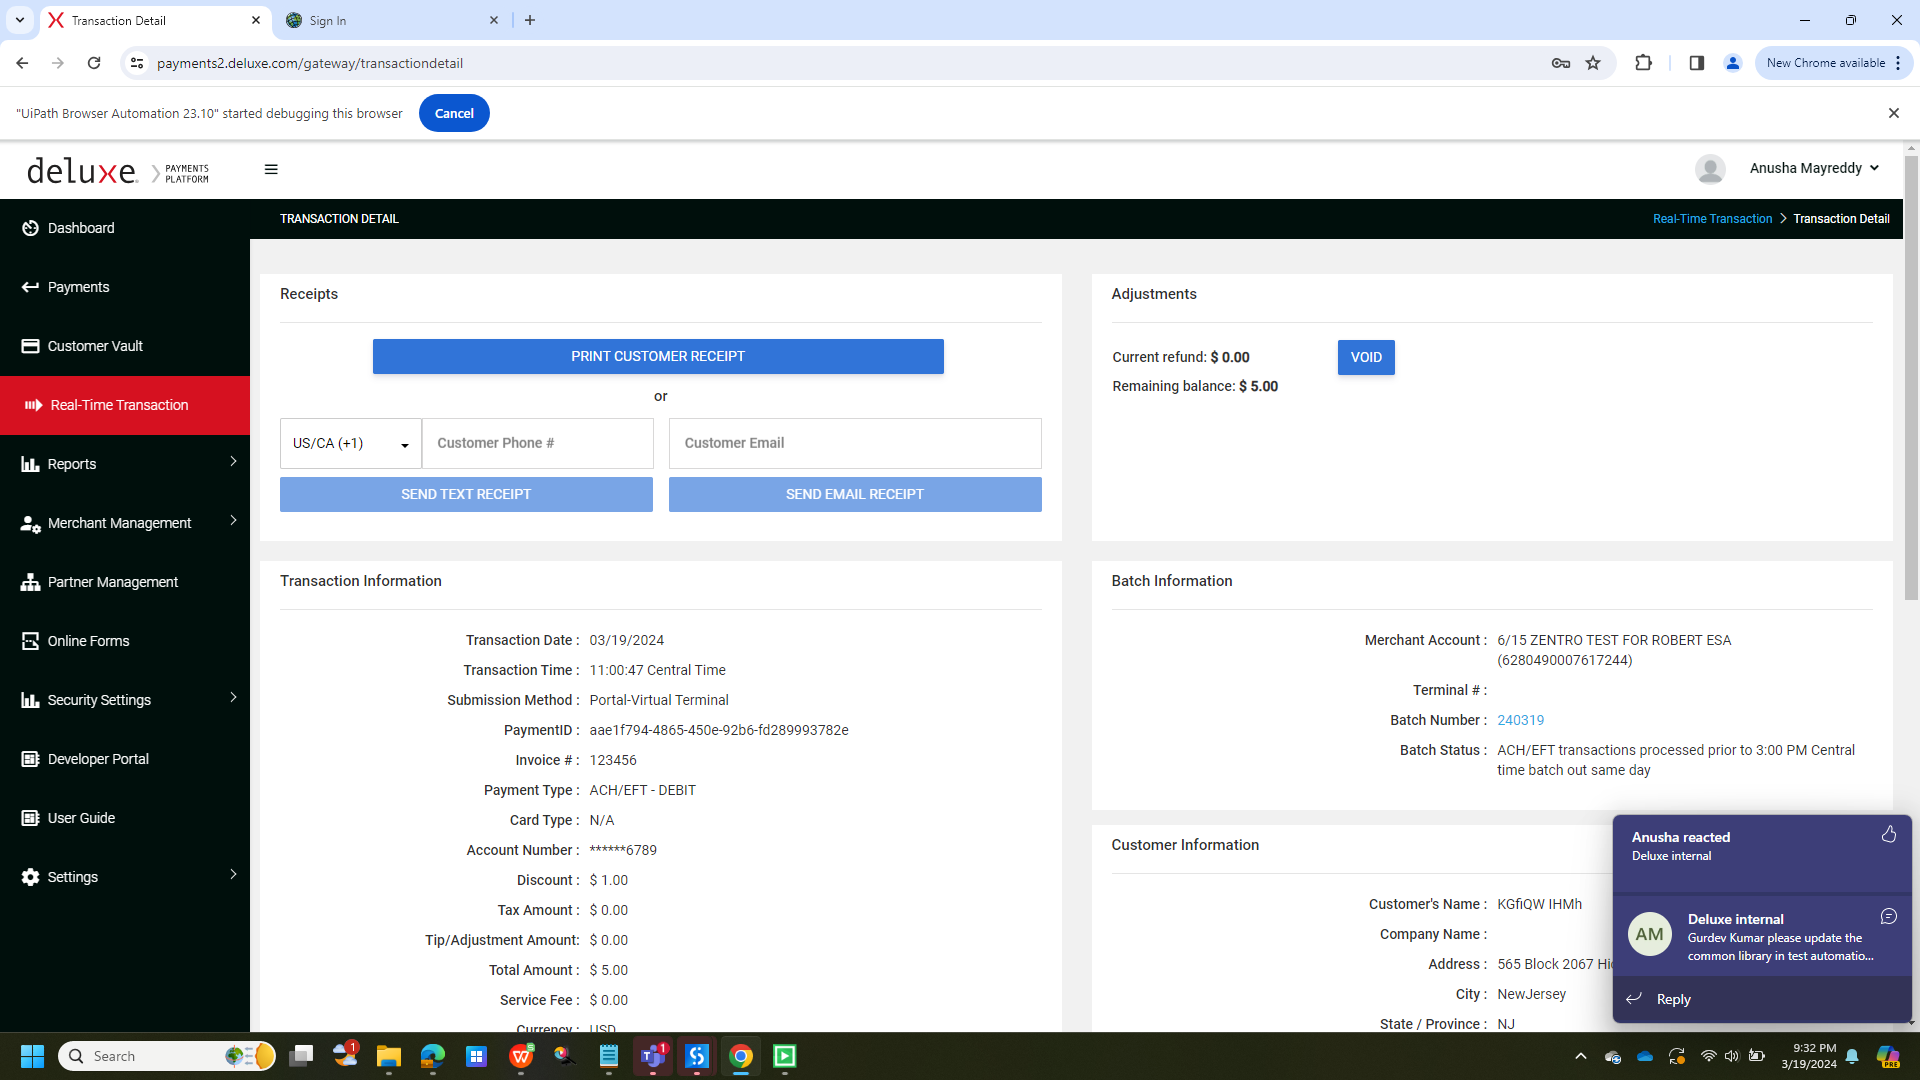 Transaction Detail
Sign In
payments2.deluxe.com/gateway/transactiondetail
New Chrome available
"UiPath Browser Automation 23.10" started debugging this browser
Cancel
deluxe. PAYMENTS PLATFORM
Anusha Mayreddy
Dashboard
Payments
Customer Vault
Real-Time Transaction
Reports
Merchant Management
Partner Management
Online Forms
Security Settings
Developer Portal
User Guide
Settings
TRANSACTION DETAIL
Real-Time Transaction > Transaction Detail
Receipts
PRINT CUSTOMER RECEIPT
or
US/CA (+1)
Customer Phone #
Customer Email
SEND TEXT RECEIPT
SEND EMAIL RECEIPT
Adjustments
Current refund: $ 0.00
VOID
Remaining balance: $ 5.00
Transaction Information
Transaction Date : 03/19/2024
Transaction Time : 11:00:47 Central Time
Submission Method : Portal-Virtual Terminal
PaymentID : aae1f794-4865-450e-92b6-fd289993782e
Invoice # : 123456
Payment Type : ACH/EFT - DEBIT
Card Type : N/A
Account Number : ******6789
Discount : $ 1.00
Tax Amount : $ 0.00
Tip/Adjustment Amount: $ 0.00
Total Amount : $ 5.00
Service Fee : $ 0.00
Currency : USD
Batch Information
Merchant Account : 6/15 ZENTRO TEST FOR ROBERT ESA
(6280490007617244)
Terminal # :
Batch Number : 240319
Batch Status : ACH/EFT transactions processed prior to 3:00 PM Central
time batch out same day
Customer Information
Customer's Name : KGfiQW IHMh
Company Name :
Address : 565 Block 2067
City : NewJersey
State / Province : NJ
Anusha reacted
Deluxe internal
AM
Deluxe internal
Gurdev Kumar please update the
common library in test automatio...
Reply
Search
1
1
PRE
9:32 PM
3/19/2024